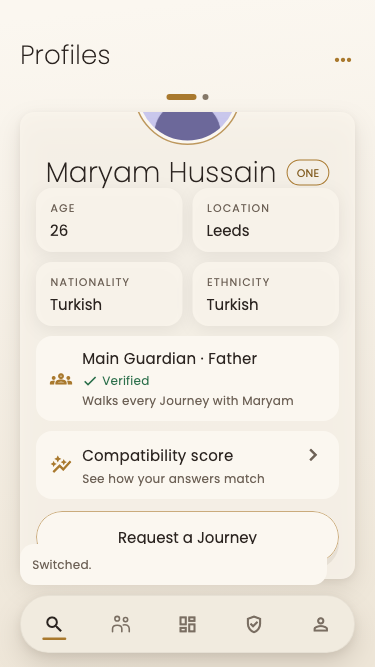 Profiles
Maryam Hussain ONE
AGE
26
LOCATION
Leeds
NATIONALITY
Turkish
ETHNICITY
Turkish
Main Guardian · Father
Verified
Walks every Journey with Maryam
Compatibility score
See how your answers match
Request a Journey
Switched.